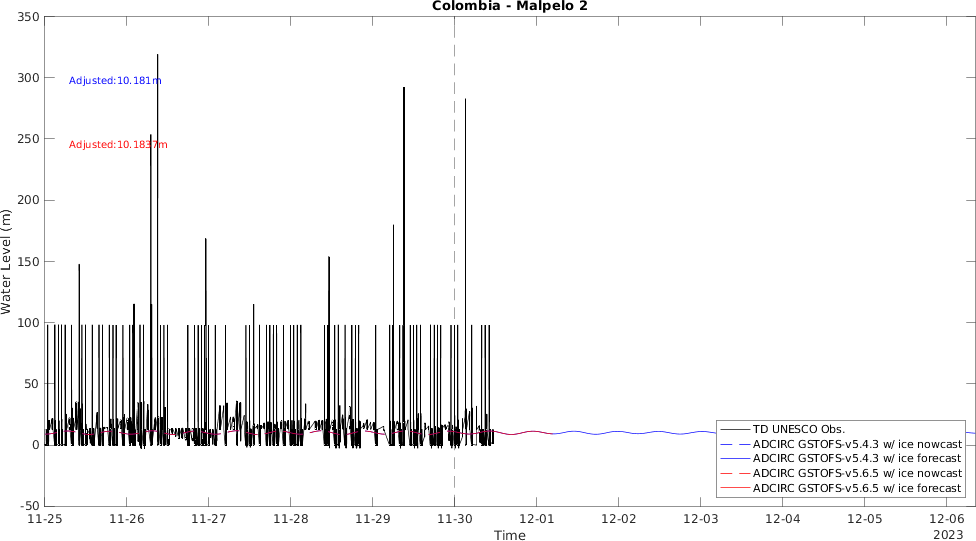 Colombia - Malpelo 2
350
300
250
200
150
100
50
0
-50
Water Level (m)
Adjusted:10.181m
Adjusted:10.1837m
TD UNESCO Obs.
ADCIRC GSTOFS-v5.4.3 w/ ice nowcast
ADCIRC GSTOFS-v5.4.3 w/ ice forecast
ADCIRC GSTOFS-v5.6.5 w/ ice nowcast
ADCIRC GSTOFS-v5.6.5 w/ ice forecast
11-25 11-26 11-27 11-28 11-29 11-30 12-01 12-02 12-03 12-04 12-05 12-06
Time
2023